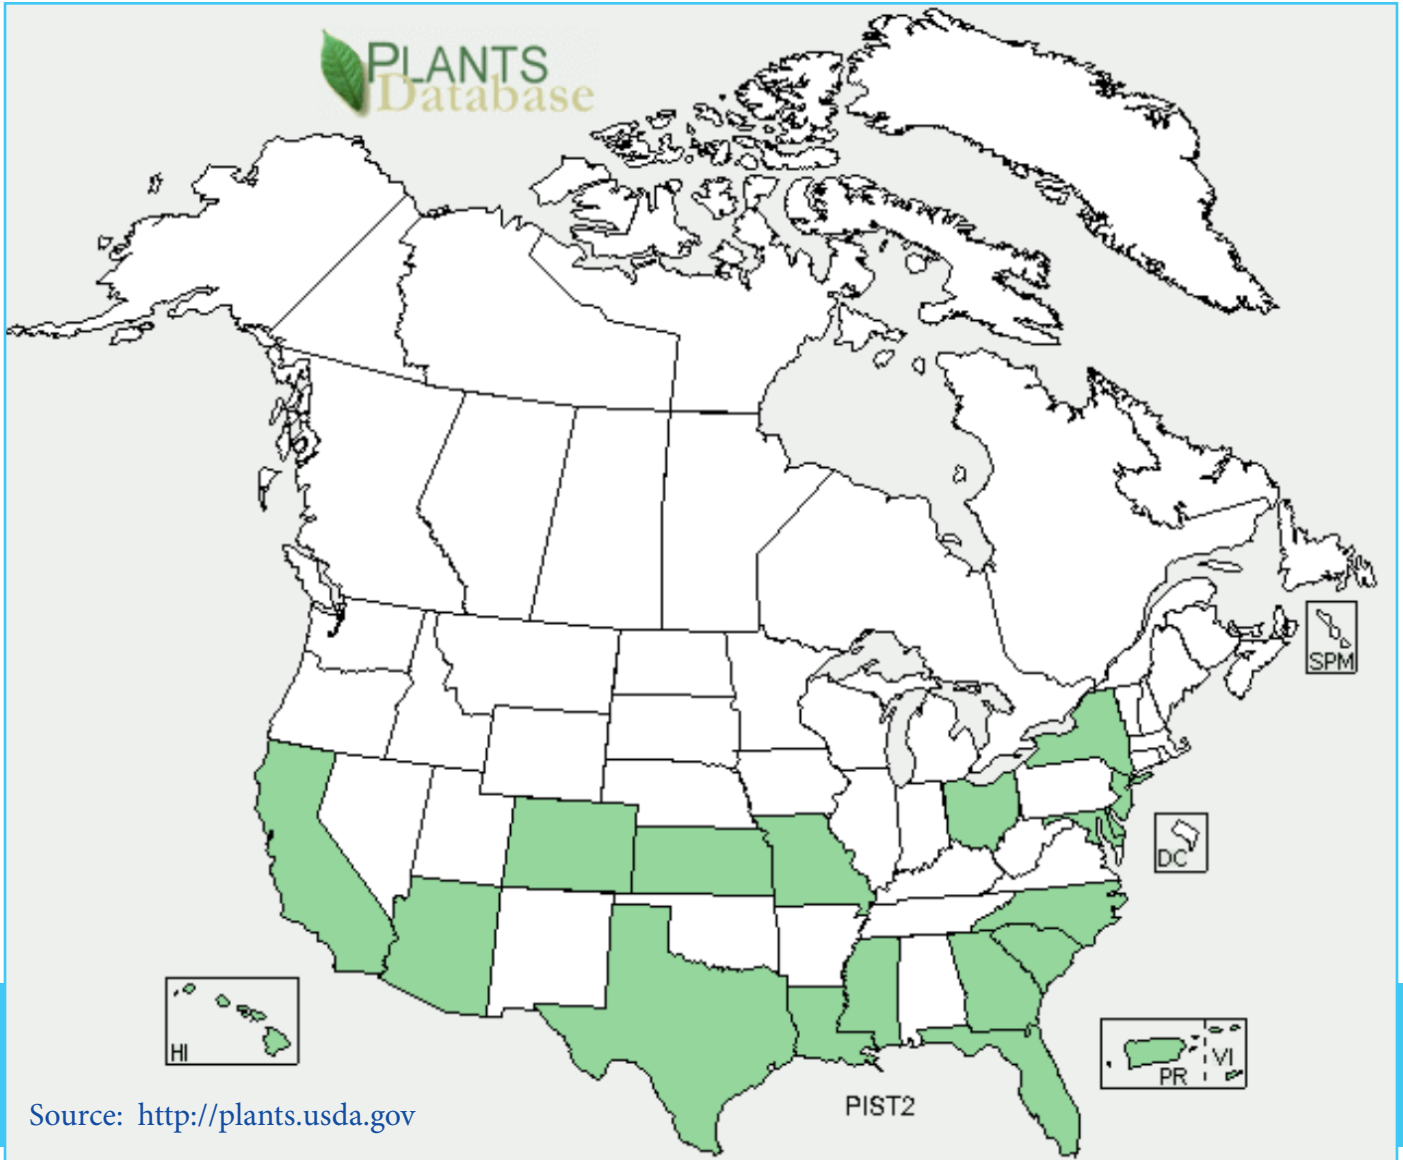 PLANTS
Database
SPM
DC
HI
PR
VI
PIST2
Source: http://plants.usda.gov